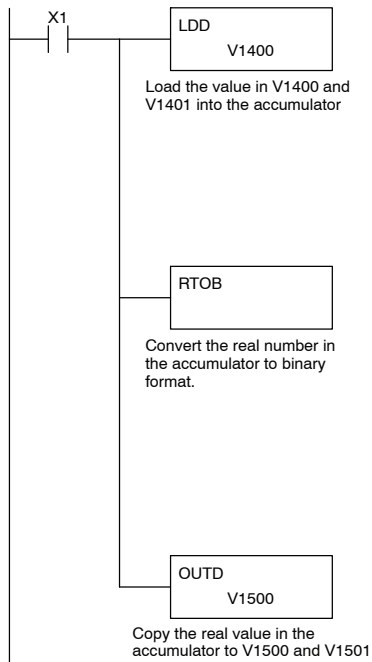 X1
LDD
V1400
Load the value in V1400 and
V1401 into the accumulator
RTOB
Convert the real number in
the accumulator to binary
format.
OUTD
V1500
Copy the real value in the
accumulator to V1500 and V1501